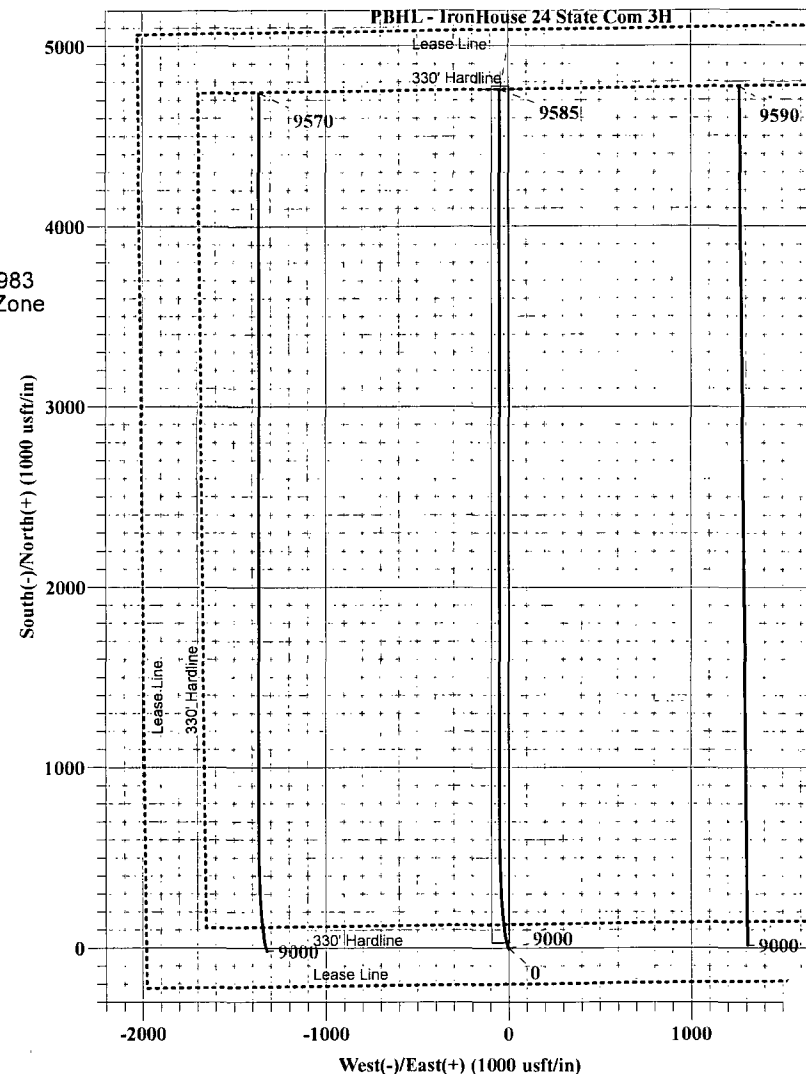 PBHL - IronHouse 24 State Com 3H
5000
Lease Line
330' Hardline
9570
9585
9590
4000
983
Zone
3000
South(-)/North(+) (1000 usft/in)
2000
Lease Line
330' Hardline
1000
0
9000
330' Hardline
9000
9000
0
Lease Line
-2000
-1000
0
1000
West(-)/East(+) (1000 usft/in)